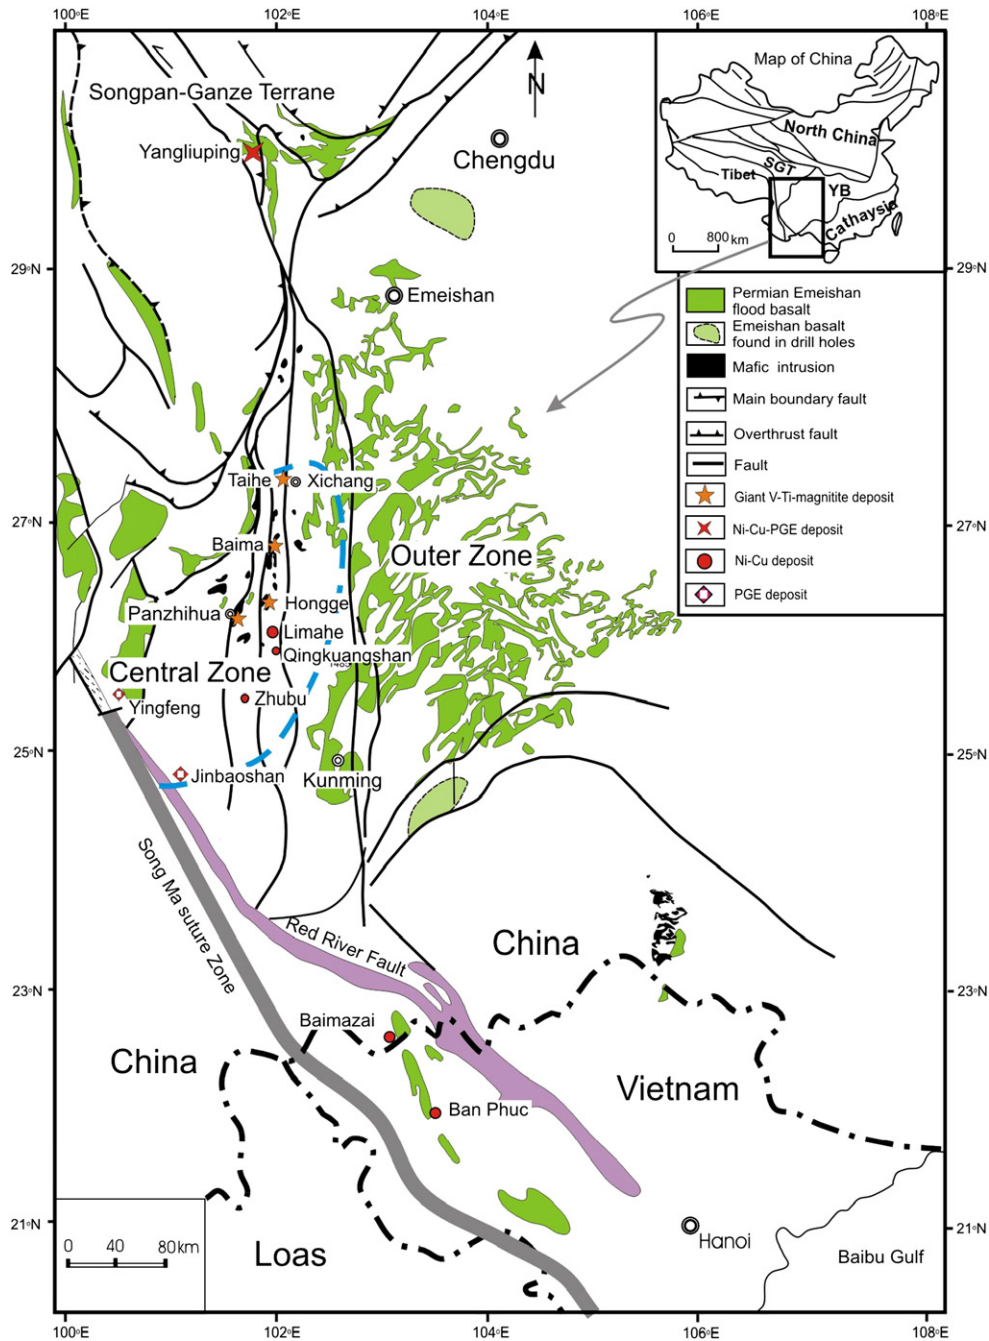 100°E
102°E
104°E
106°E
108°E
Songpan-Ganze Terrane
N
Map of China
North China
SGT
Tibet
YB
Cathaysia
0
800 km
Yangliuping
Chengdu
29°N
29°N
Emeishan
Permian Emeishan
flood basalt
Emeishan basalt
found in drill holes
Mafic intrusion
Main boundary fault
Overthrust fault
Fault
Giant V-Ti-magnitite deposit
Ni-Cu-PGE deposit
Ni-Cu deposit
PGE deposit
Taihe
Xichang
27°N
27°N
Baima
Outer Zone
Panzhihua
Hongge
Limahe
Qingkuangshan
Central Zone
Zhubu
Yingfeng
25°N
25°N
Jinbaoshan
Kunming
Song Ma suture Zone
Red River Fault
China
23°N
23°N
Baimazai
China
Vietnam
Ban Phuc
21°N
21°N
Hanoi
0
40
80km
Loas
Baibu Gulf
100°E
102°E
104°E
106°E
108°E